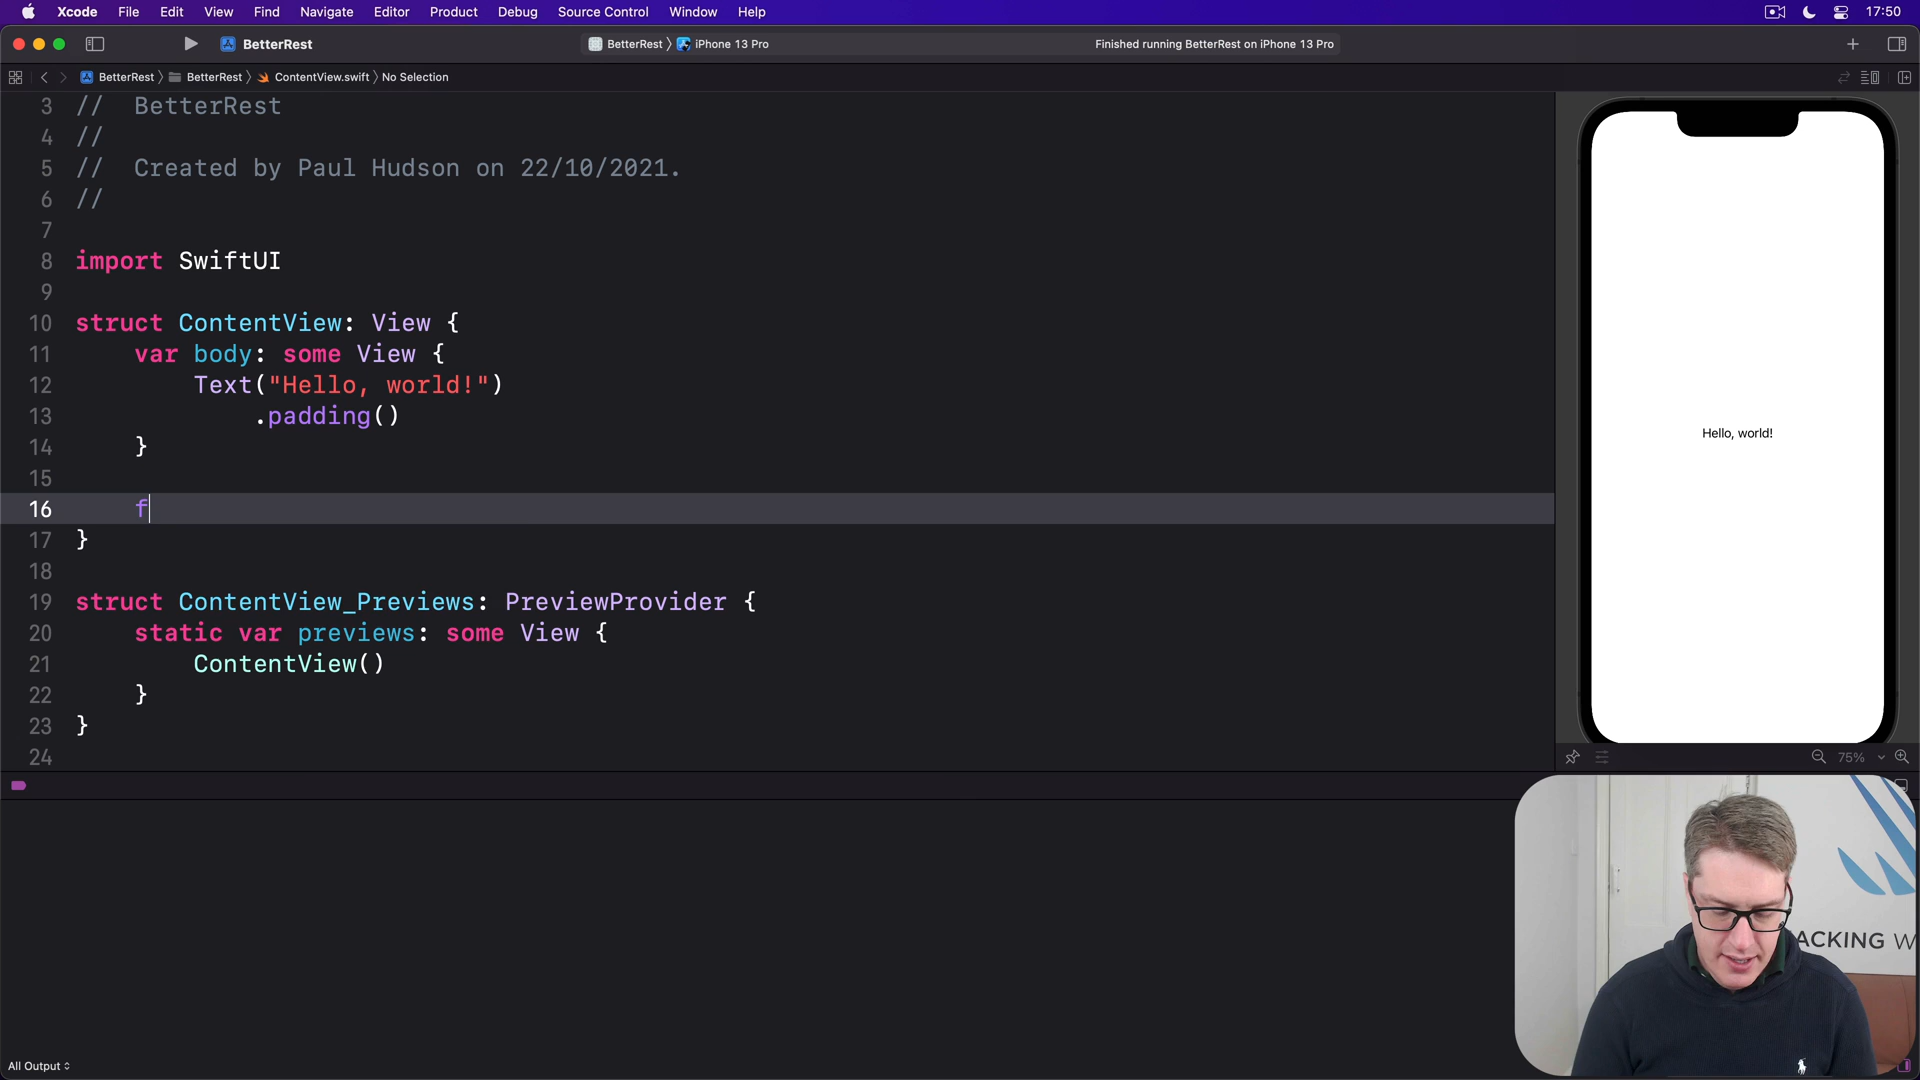 Xcode File Edit View Find Navigate Editor Product Debug Source Control Window Help 17:50
BetterRest BetterRest iPhone 13 Pro Finished running BetterRest on iPhone 13 Pro
BetterRest BetterRest ContentView.swift No Selection
3 // BetterRest
4 //
5 // Created by Paul Hudson on 22/10/2021.
6 //
7
8 import SwiftUI
9
10 struct ContentView: View {
11 var body: some View {
12 Text("Hello, world!")
13 .padding()
14 }
15
16 f
17 }
18
19 struct ContentView_Previews: PreviewProvider {
20 static var previews: some View {
21 ContentView()
22 }
23 }
24
Hello, world!
75%
ACKING W
All Output